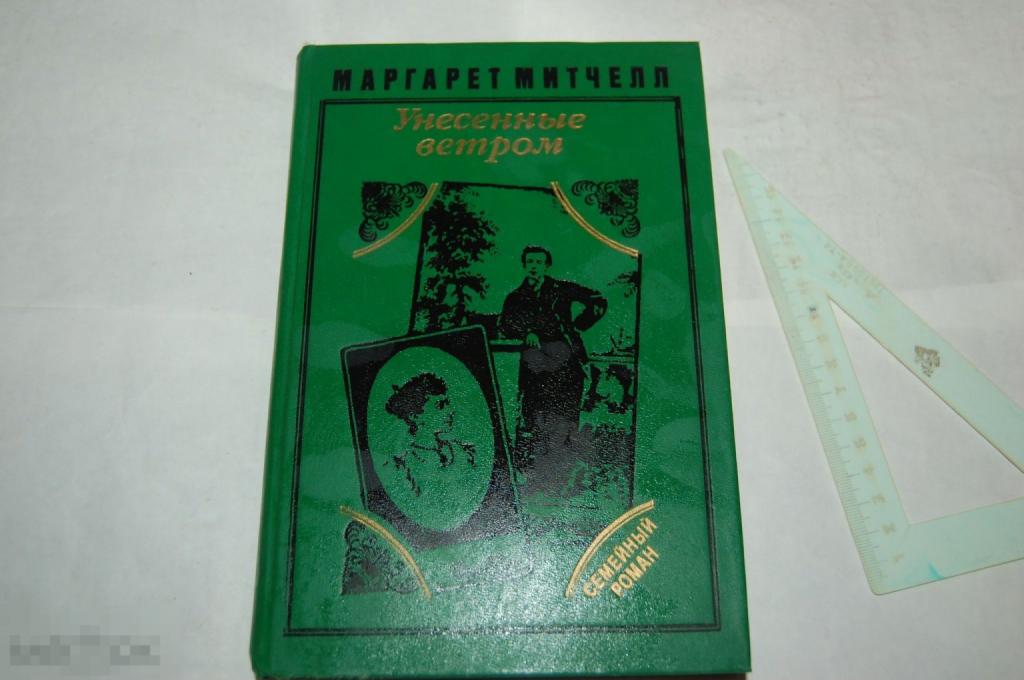 МАРГАРЕТ МИТЧЕЛЛ
Унесенные
ветром
СЕМЕЙНЫЙ
РОМАН